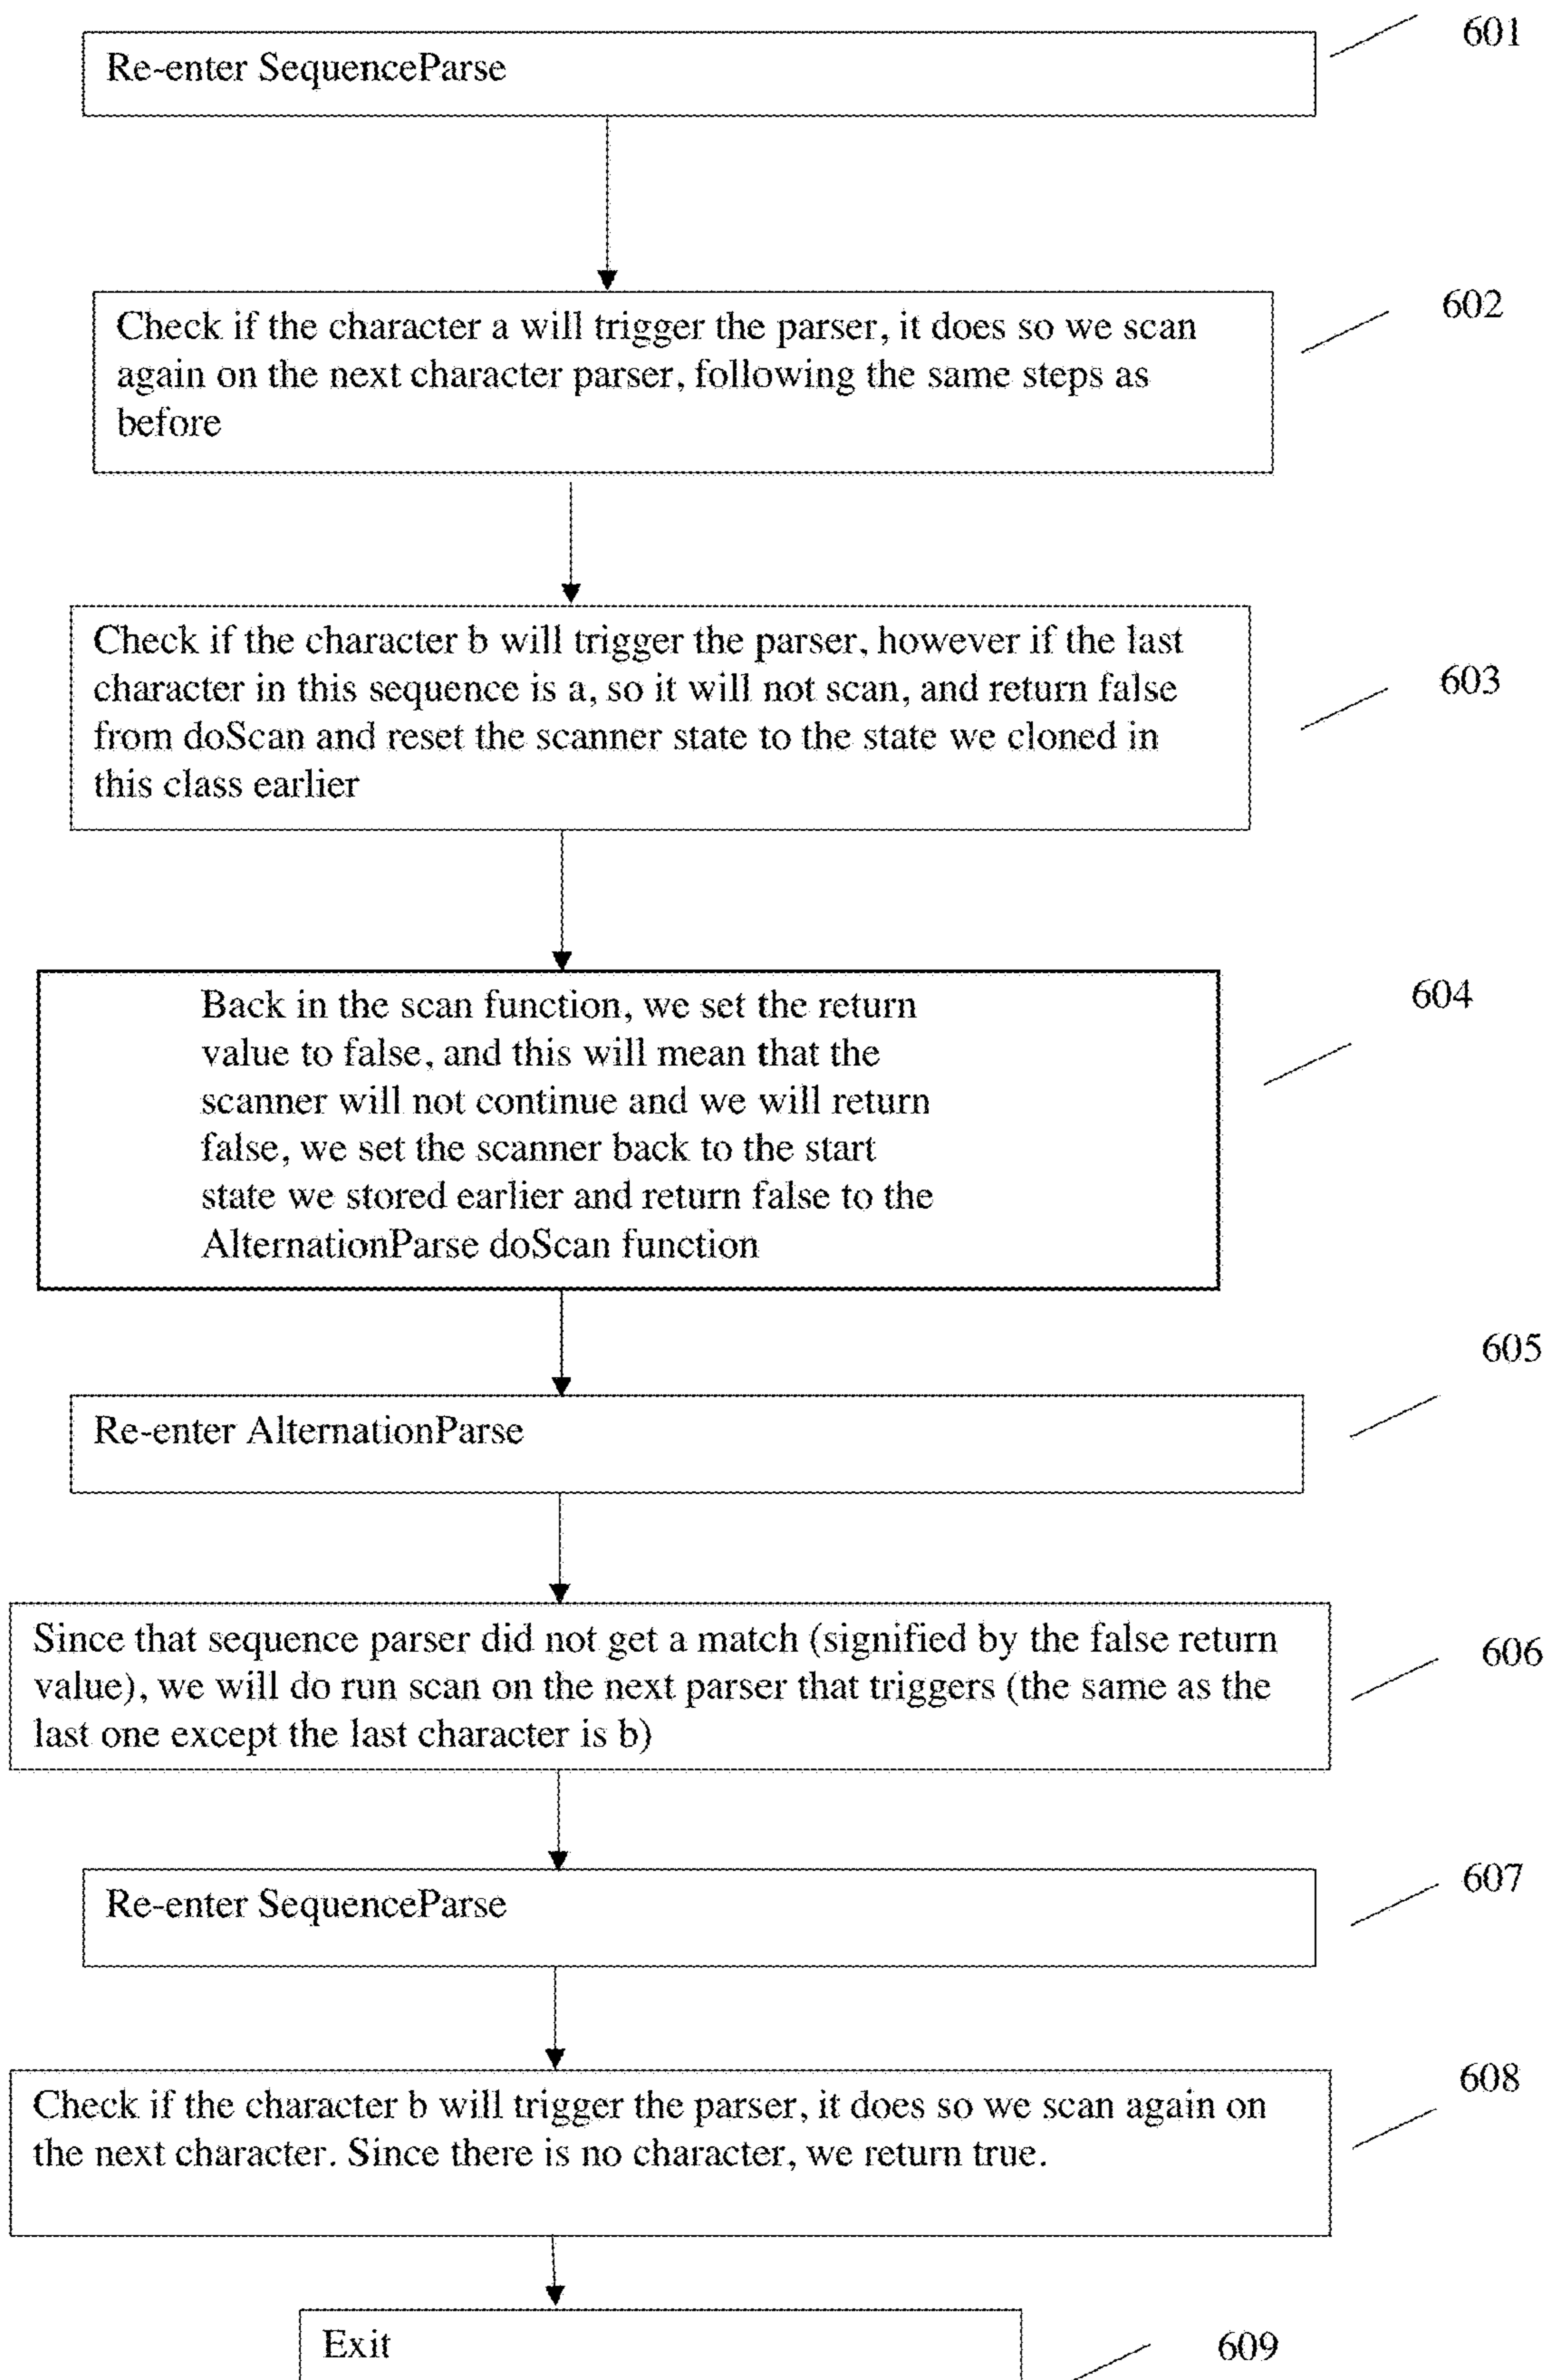 601
Re-enter SequenceParse
602
Check if the character a will trigger the parser, it does so we scan
again on the next character parser, following the same steps as
before
603
Check if the character b will trigger the parser, however if the last
character in this sequence is a, so it will not scan, and return false
from doScan and reset the scanner state to the state we cloned in
this class earlier
604
Back in the scan function, we set the return
value to false, and this will mean that the
scanner will not continue and we will return
false, we set the scanner back to the start
state we stored earlier and return false to the
AlternationParse doScan function
605
Re-enter AlternationParse
606
Since that sequence parser did not get a match (signified by the false return
value), we will do run scan on the next parser that triggers (the same as the
last one except the last character is b)
607
Re-enter SequenceParse
608
Check if the character b will trigger the parser, it does so we scan again on
the next character. Since there is no character, we return true.
Exit
609